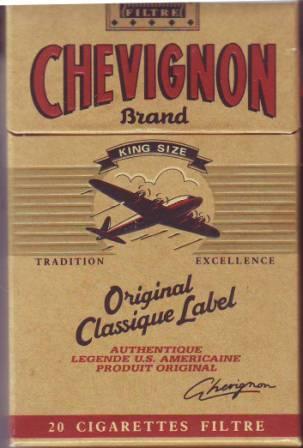 FILTRE
CHEVIGNON
Brand
KING SIZE
TRADITION EXCELLENCE
Original
Classique Label
AUTHENTIQUE
LEGENDE U.S. AMERICAINE
PRODUIT ORIGINAL
Chevignon
20 CIGARETTES FILTRE